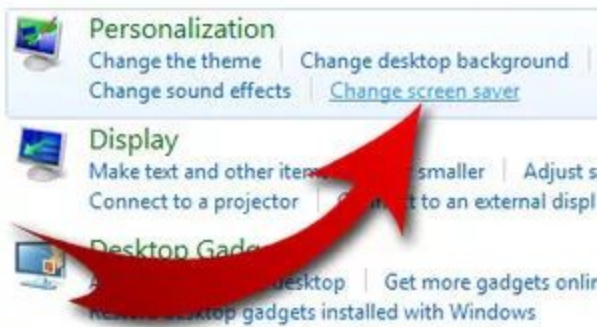 Personalization
Change the theme Change desktop background
Change sound effects Change screen saver
Display
Make text and other item smaller Adjust s
Connect to a projector to an external displ
Desktop Gadg
desktop Get more gadgets onlin
desktop gadgets installed with Windows